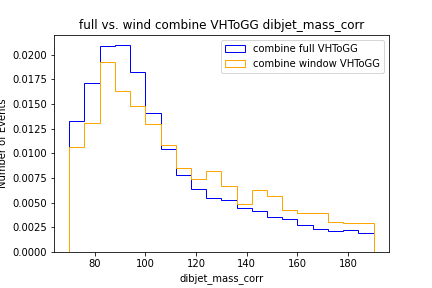 full vs. wind combine VHToGG dibjet_mass_corr
combine full VHToGG
combine window VHToGG
0.0200
0.0175
0.0150
0.0125
0.0100
0.0075
0.0050
0.0025
0.0000
Number of Events
80 100 120 140 160 180
dibjet_mass_corr